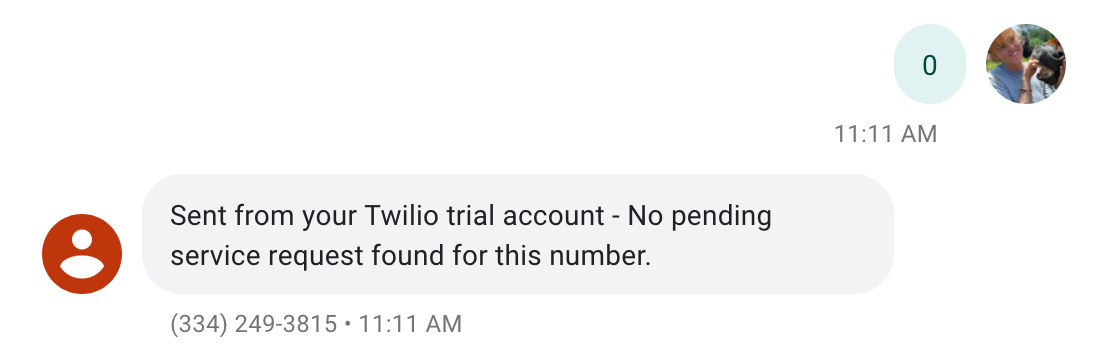 0
11:11 AM
Sent from your Twilio trial account - No pending
service request found for this number.
(334) 249-3815 • 11:11 AM